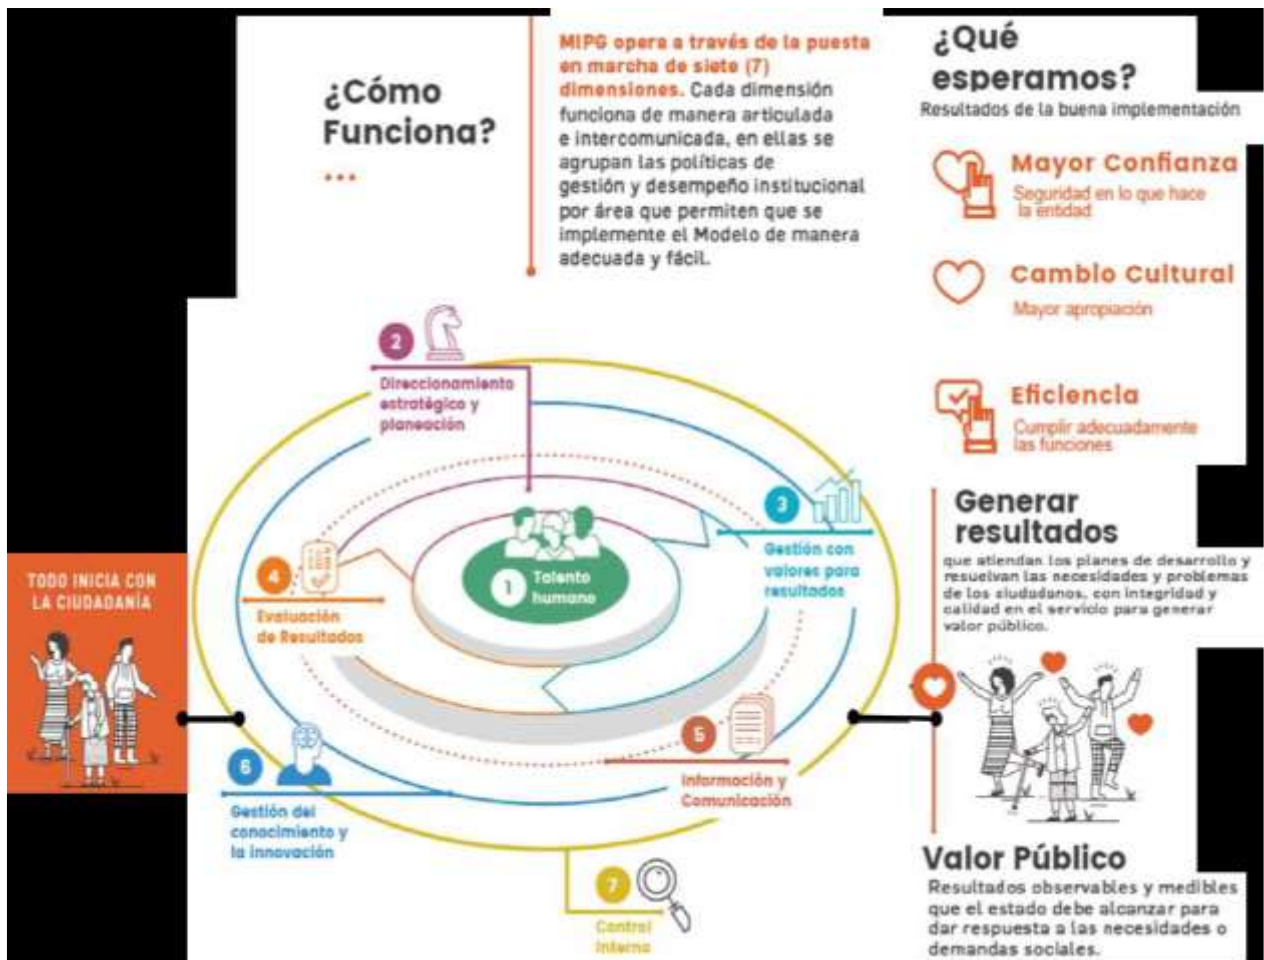 ¿Cómo
Funciona?
...
MIPG opera a través de la puesta
en marcha de siete (7)
dimensiones. Cada dimensión
funciona de manera articulada
e intercomunicada, en ellas se
agrupan las políticas de
gestión y desempeño institucional
por área que permiten que se
implemente el Modelo de manera
adecuada y fácil.
¿Qué
esperamos?
Resultados de la buena implementación
Mayor Confianza
Seguridad en lo que hace
la entidad
Cambio Cultural
Mayor apropiación
Eficiencia
Cumplir adecuadamente
las funciones
Generar
resultados
que atiendan los planes de desarrollo y
resuelvan las necesidades y problemas
de los ciudadanos, con integridad y
calidad en el servicio para generar
valor público.
Valor Público
Resultados observables y medibles
que el estado debe alcanzar para
dar respuesta a las necesidades o
demandas sociales.
TODO INICIA CON
LA CIUDADANÍA
1
Talento
humano
2
Direccionamiento
estratégico y
planeación
3
Gestión con
valores para
resultados
4
Evaluación
de Resultados
5
Información y
Comunicación
6
Gestión del
conocimiento y
la innovación
7
Control
Interno